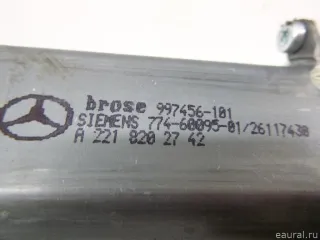 brose 997456-101
SIEMENS 774-60095-01/26117438
A 221 820 27 42
© eaural.ru